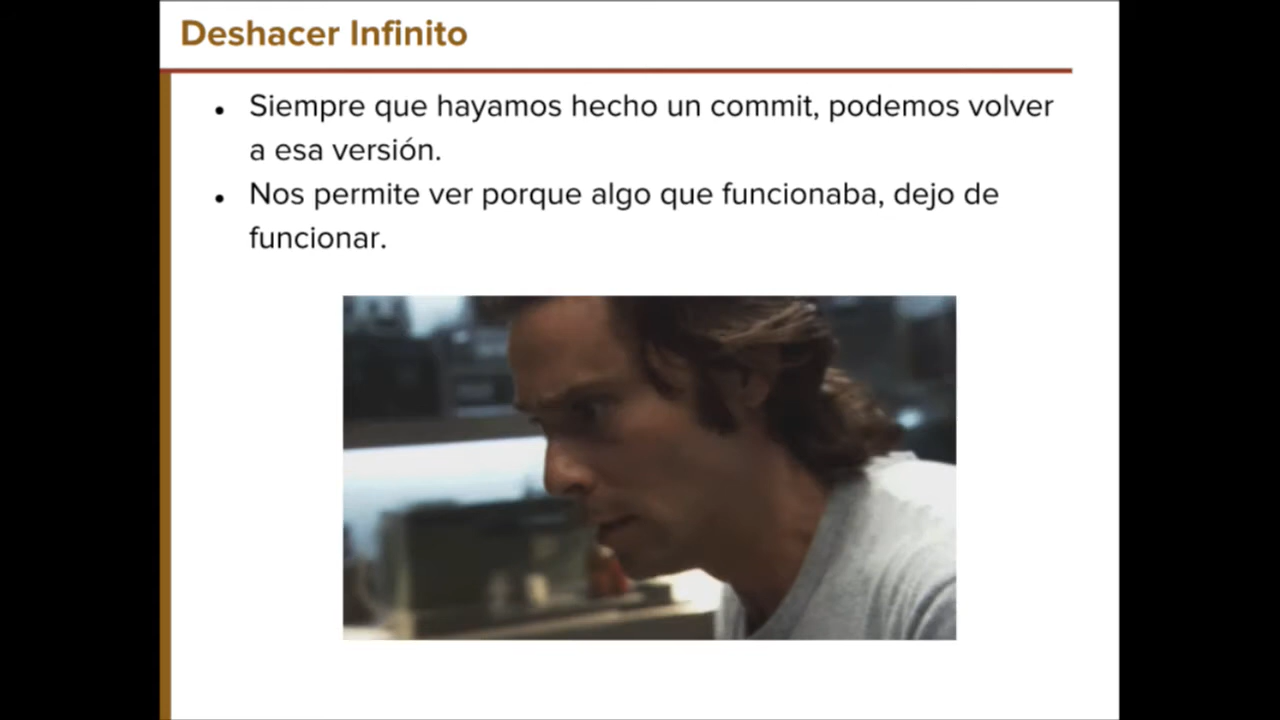 Deshacer Infinito
• Siempre que hayamos hecho un commit, podemos volver
a esa versión.
• Nos permite ver porque algo que funcionaba, dejo de
funcionar.